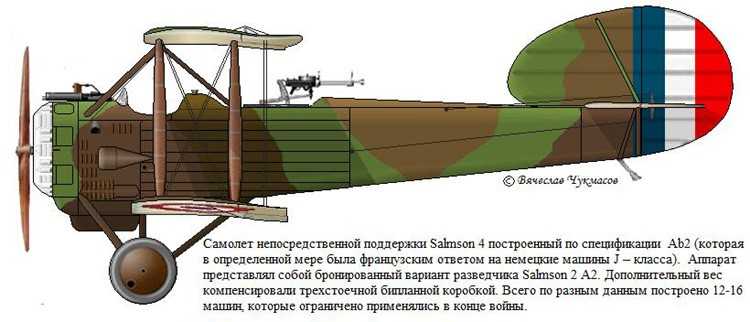 © Вячеслав Чукмасов
Самолет непосредственной поддержки Salmson 4 построенный по спецификации Ab2 (которая
в определенной мере была французским ответом на немецкие машины J – класса). Аппарат
представлял собой бронированный вариант разведчика Salmson 2 A2. Дополнительный вес
компенсировали трехстоечной бипланной коробкой. Всего по разным данным построено 12-16
машин, которые ограничено применялись в конце войны.